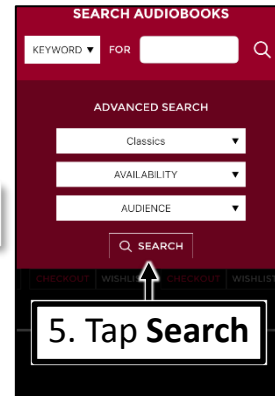 SEARCH AUDIOBOOKS
KEYWORD ▼ FOR
ADVANCED SEARCH
Classics ▼
AVAILABILITY ▼
AUDIENCE ▼
SEARCH
CHECKOUT WISHLIST CHECKOUT WISHLIST
5. Tap Search